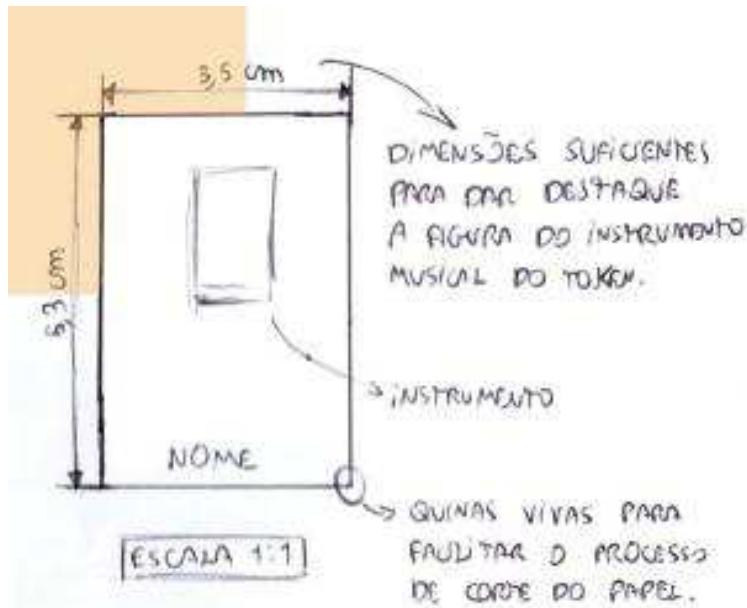 3,5 cm
5,3 cm
DIMENSÕES SUFICIENTES
PARA DAR DESTAQUE
A FIGURA DO INSTRUMENTO
MUSICAL DO TOKEN.
INSTRUMENTO
NOME
QUINAS VIVAS PARA
FACILITAR O PROCESSO
DE CORTE DO PAPEL.
ESCALA 1:1